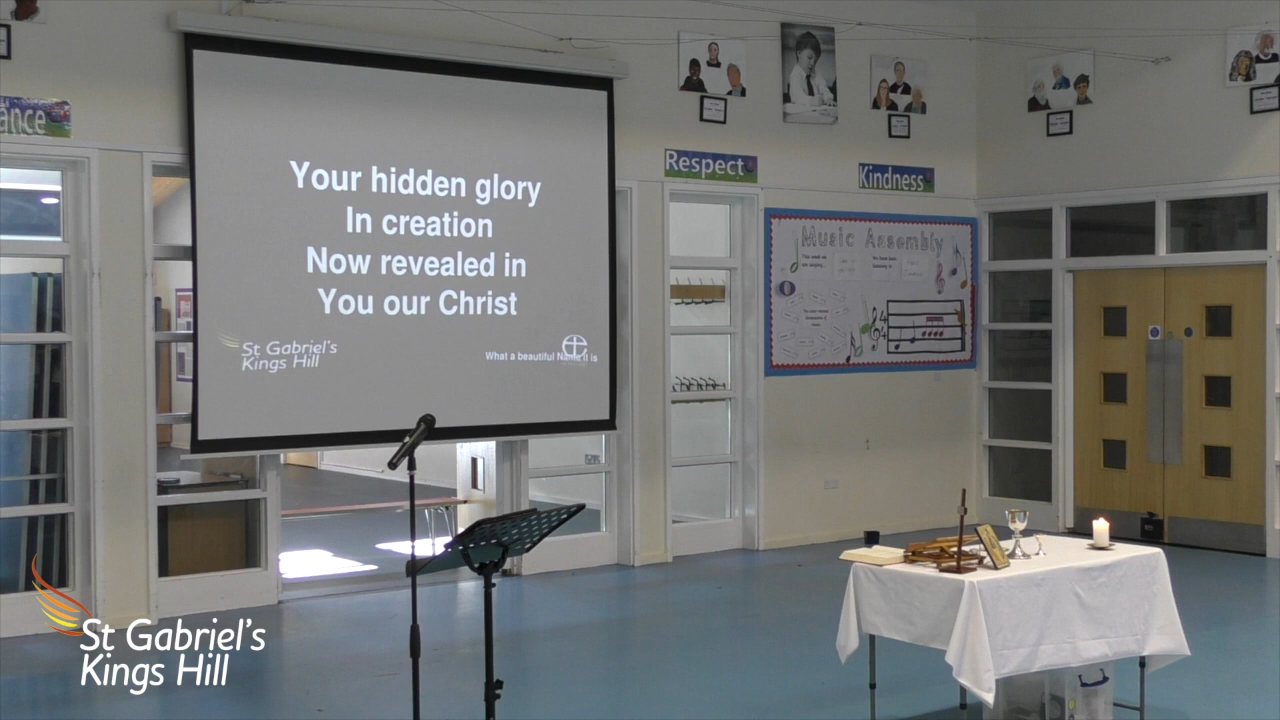 ance
Your hidden glory
In creation
Now revealed in
You our Christ
St Gabriel's
Kings Hill
What a beautiful Name it is
Respect
Kindness
Music Assembly
St Gabriel's
Kings Hill